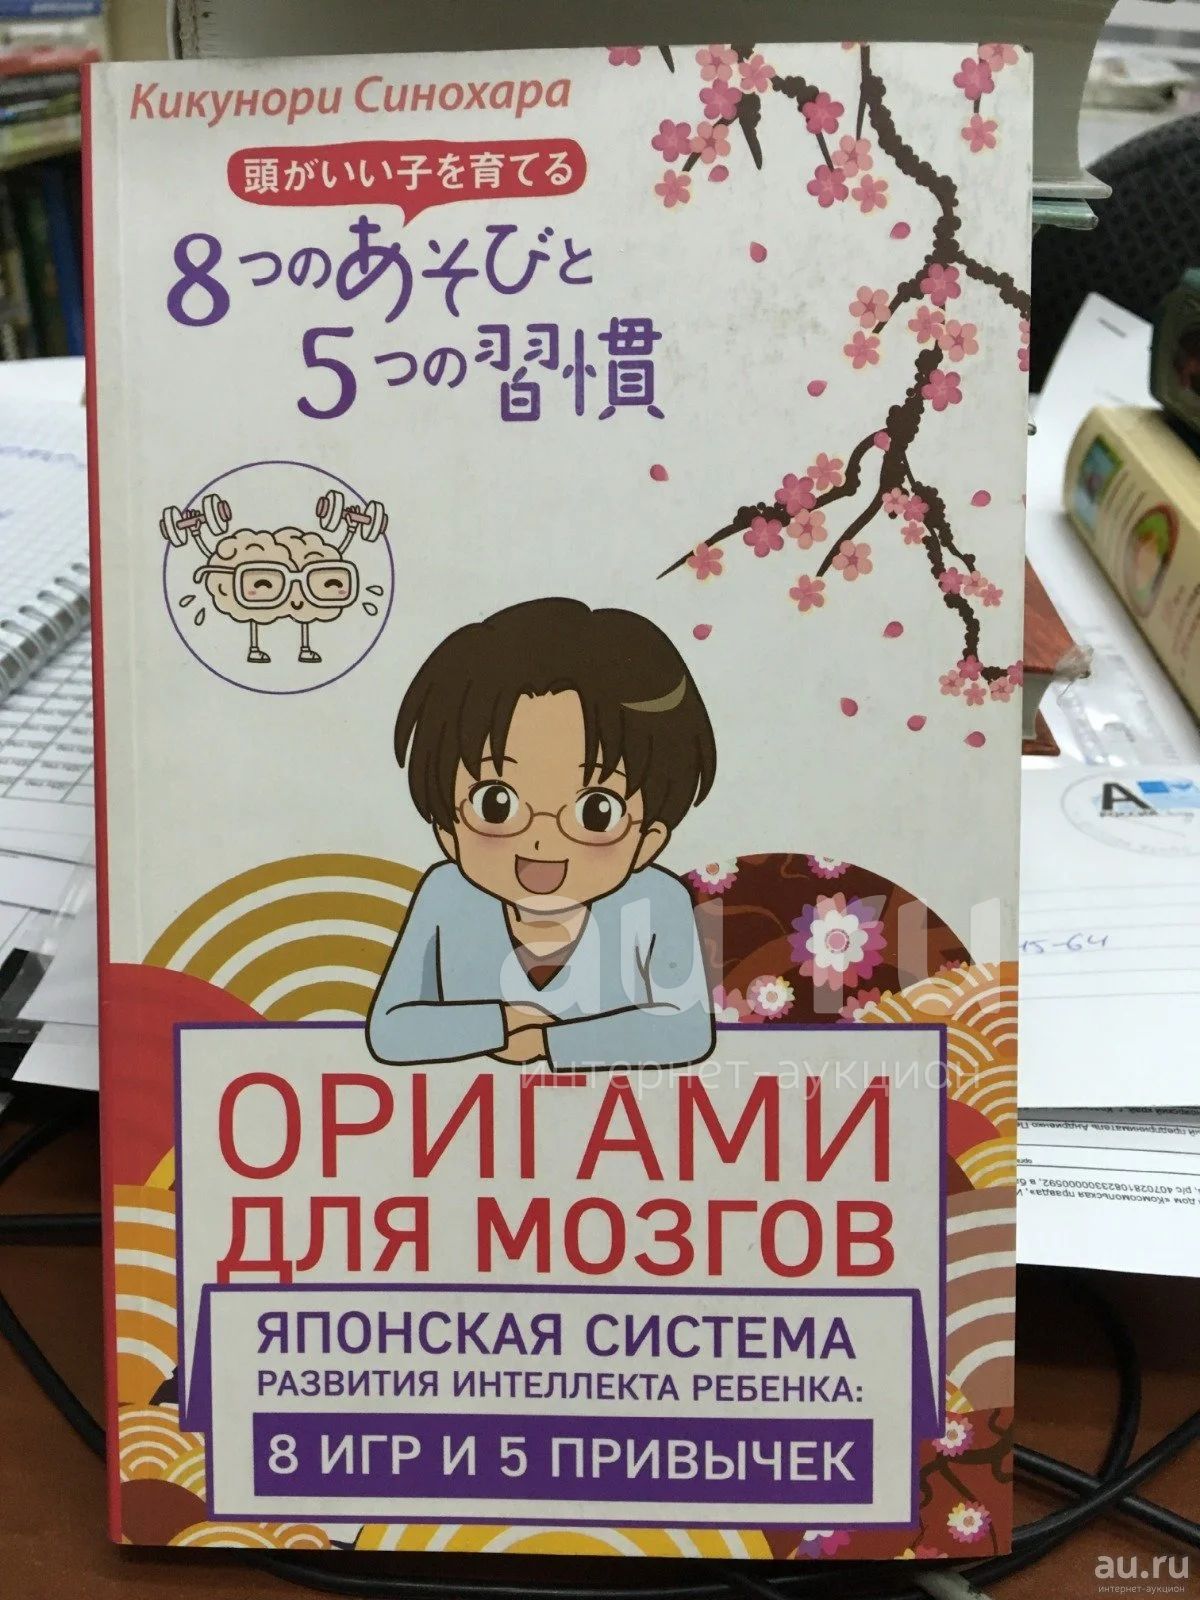 Кикунори Синохара
頭がいい子を育てる
8つのあそびと
5つの習慣
au.ru
интернет-аукцион
ОРИГАМИ
ДЛЯ МОЗГОВ
ЯПОНСКАЯ СИСТЕМА
РАЗВИТИЯ ИНТЕЛЛЕКТА РЕБЕНКА:
8 ИГР И 5 ПРИВЫЧЕК
А
15-64
au.ru
интернет-аукцион